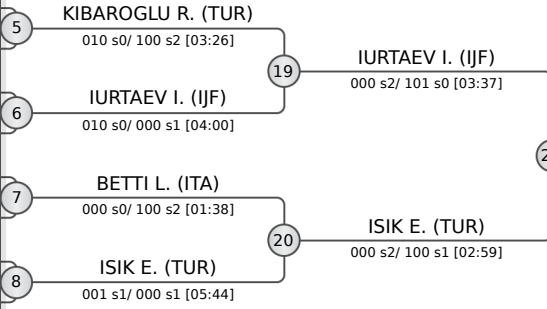 KIBAROGLU R. (TUR)
5
010 s0/ 100 s2 [03:26]
19
IURTAEV I. (IJF)
000 s2/ 101 s0 [03:37]
IURTAEV I. (IJF)
6
010 s0/ 000 s1 [04:00]
BETTI L. (ITA)
7
000 s0/ 100 s2 [01:38]
20
ISIK E. (TUR)
000 s2/ 100 s1 [02:59]
ISIK E. (TUR)
8
001 s1/ 000 s1 [05:44]